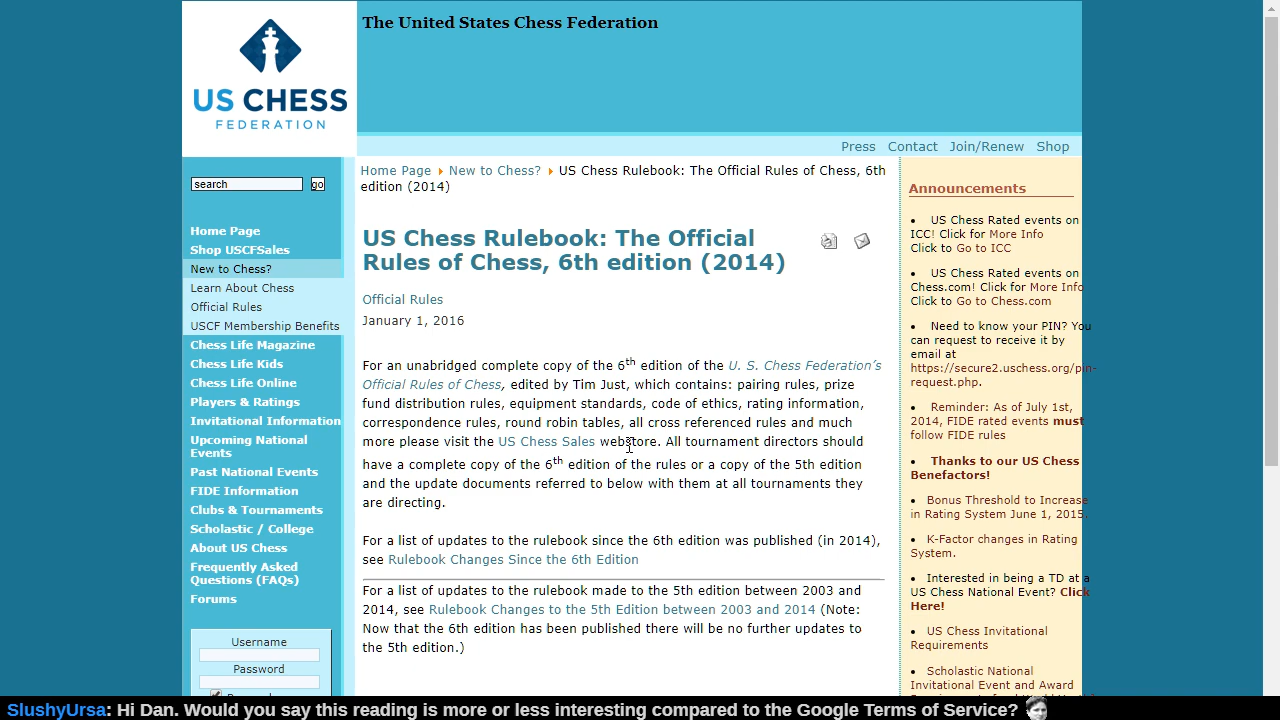 The United States Chess Federation
US CHESS
FEDERATION
Press Contact Join/Renew Shop
search go
Home Page
Shop USCFSales
New to Chess?
Learn About Chess
Official Rules
USCF Membership Benefits
Chess Life Magazine
Chess Life Kids
Chess Life Online
Players & Ratings
Invitational Information
Upcoming National
Events
Past National Events
FIDE Information
Clubs & Tournaments
Scholastic / College
About US Chess
Frequently Asked
Questions (FAQs)
Forums
Username
Password
Home Page New to Chess? US Chess Rulebook: The Official Rules of Chess, 6th
edition (2014)
US Chess Rulebook: The Official
Rules of Chess, 6th edition (2014)
Official Rules
January 1, 2016
For an unabridged complete copy of the 6th edition of the U. S. Chess Federation's
Official Rules of Chess, edited by Tim Just, which contains: pairing rules, prize
fund distribution rules, equipment standards, code of ethics, rating information,
correspondence rules, round robin tables, all cross referenced rules and much
more please visit the US Chess Sales webstore. All tournament directors should
have a complete copy of the 6th edition of the rules or a copy of the 5th edition
and the update documents referred to below with them at all tournaments they
are directing.
For a list of updates to the rulebook since the 6th edition was published (in 2014),
see Rulebook Changes Since the 6th Edition
For a list of updates to the rulebook made to the 5th edition between 2003 and
2014, see Rulebook Changes to the 5th Edition between 2003 and 2014 (Note:
Now that the 6th edition has been published there will be no further updates to
the 5th edition.)
Announcements
• US Chess Rated events on
ICC! Click for More Info
Click to Go to ICC
• US Chess Rated events on
Chess.com! Click for More Info
Click to Go to Chess.com
• Need to know your PIN? You
can request to receive it by
email at
https://secure2.uschess.org/pin-
request.php.
• Reminder: As of July 1st,
2014, FIDE rated events must
follow FIDE rules
• Thanks to our US Chess
Benefactors!
• Bonus Threshold to Increase
in Rating System June 1, 2015.
• K-Factor changes in Rating
System.
• Interested in being a TD at a
US Chess National Event? Click
Here!
• US Chess Invitational
Requirements
• Scholastic National
Invitational Event and Award
SlushyUrsa: Hi Dan. Would you say this reading is more or less interesting compared to the Google Terms of Service?